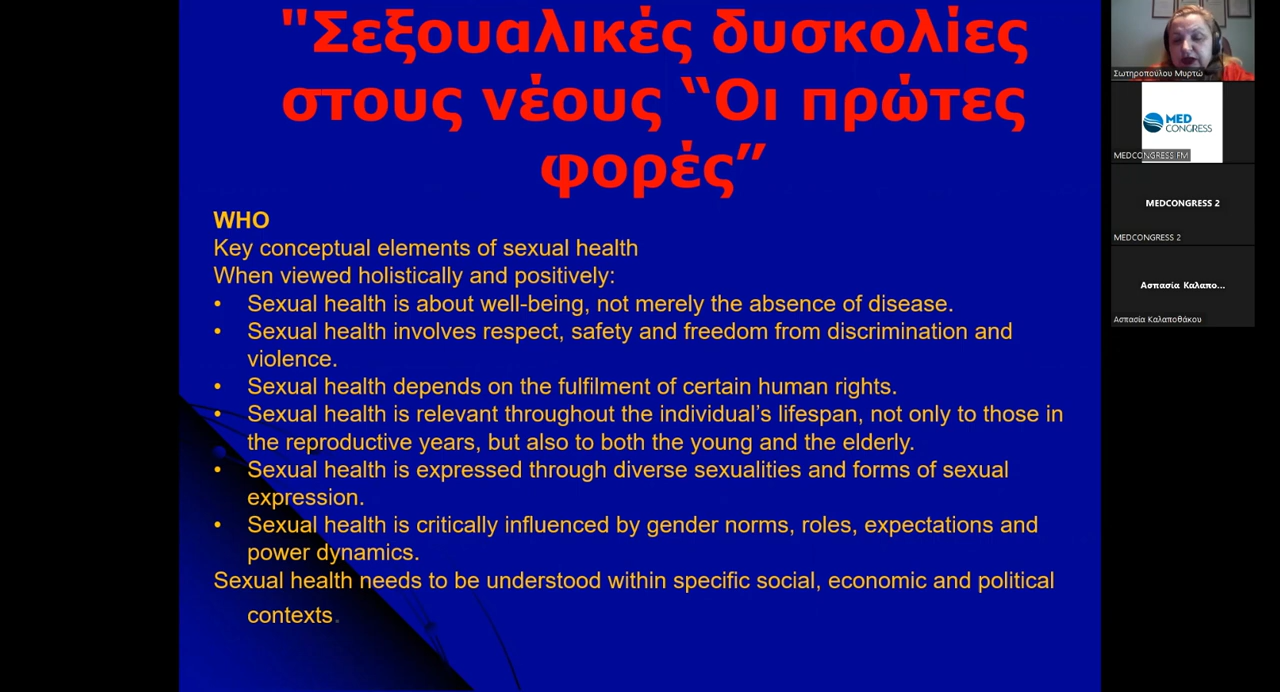 "Σεξουαλικές δυσκολίες
στους νέους “Οι πρώτες
φορές”
WHO
Key conceptual elements of sexual health
When viewed holistically and positively:
• Sexual health is about well-being, not merely the absence of disease.
• Sexual health involves respect, safety and freedom from discrimination and
violence.
• Sexual health depends on the fulfilment of certain human rights.
• Sexual health is relevant throughout the individual’s lifespan, not only to those in
the reproductive years, but also to both the young and the elderly.
• Sexual health is expressed through diverse sexualities and forms of sexual
expression.
• Sexual health is critically influenced by gender norms, roles, expectations and
power dynamics.
Sexual health needs to be understood within specific social, economic and political
contexts.
Σωτηροπούλου Μυρτώ
MED
CONGRESS
MEDCONGRESS FM
MEDCONGRESS 2
MEDCONGRESS 2
Ασπασία Καλαπο...
Ασπασία Καλαποθάκου